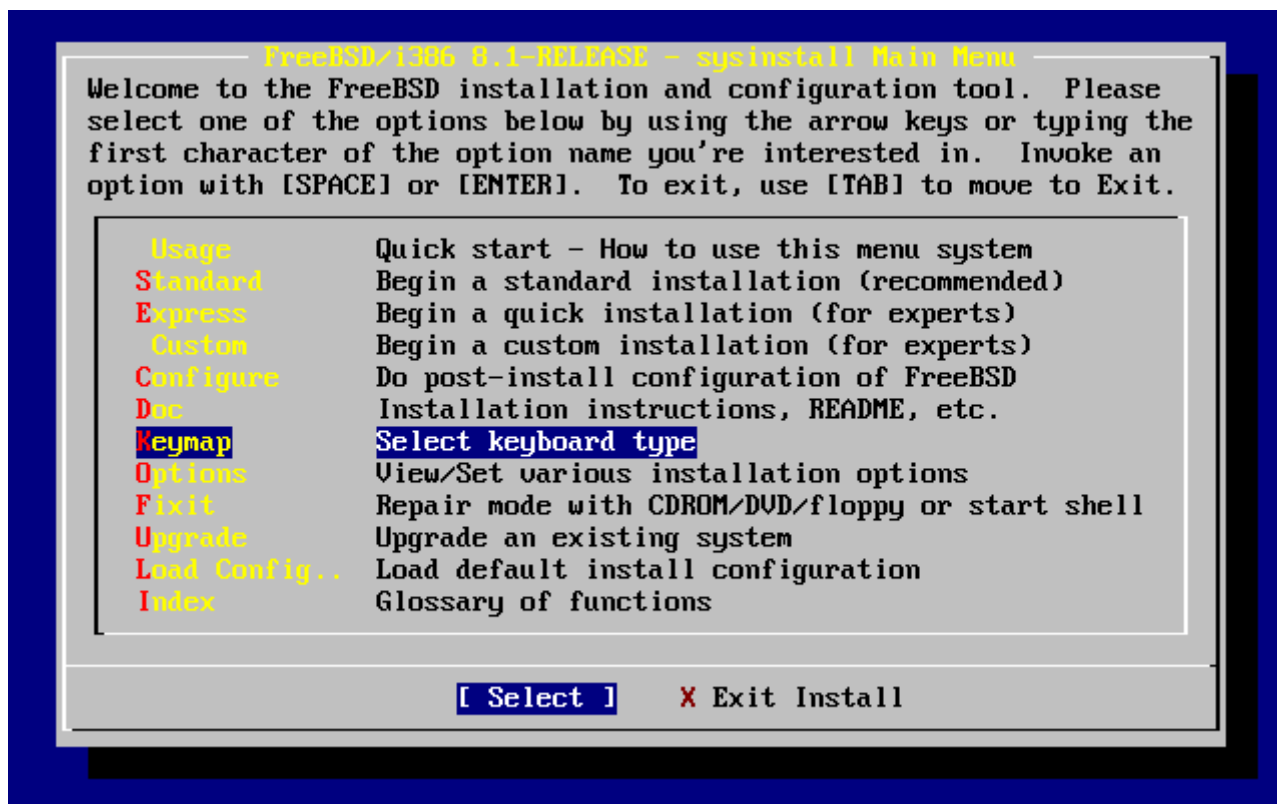 FreeBSD/i386 8.1-RELEASE - sysinstall Main Menu
Welcome to the FreeBSD installation and configuration tool.  Please
select one of the options below by using the arrow keys or typing the
first character of the option name you're interested in.  Invoke an
option with [SPACE] or [ENTER].  To exit, use [TAB] to move to Exit.
Usage Quick start - How to use this menu system
Standard Begin a standard installation (recommended)
Express Begin a quick installation (for experts)
Custom Begin a custom installation (for experts)
Configure Do post-install configuration of FreeBSD
Doc Installation instructions, README, etc.
Keymap Select keyboard type
Options View/Set various installation options
Fixit Repair mode with CDROM/DVD/floppy or start shell
Upgrade Upgrade an existing system
Load Config.. Load default install configuration
Index Glossary of functions
[ Select ] X Exit Install